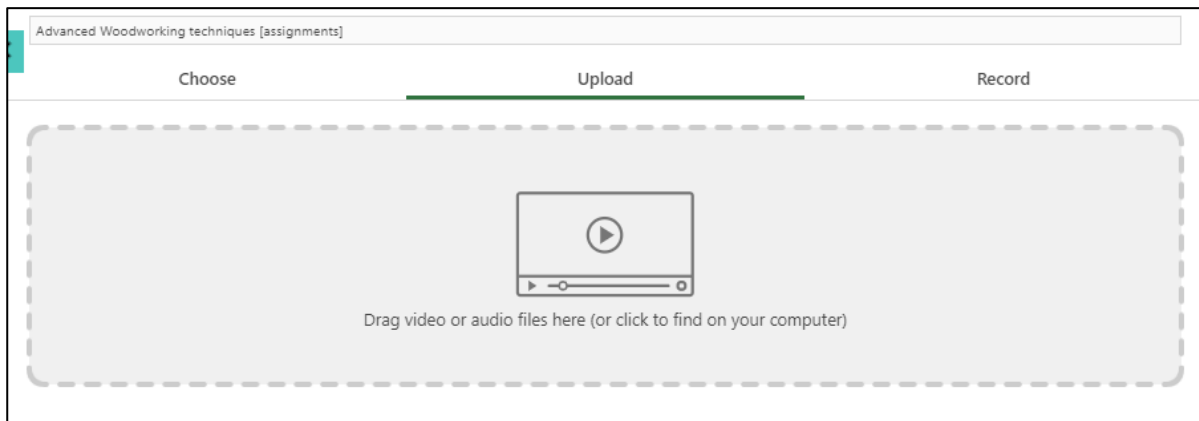 Advanced Woodworking techniques [assignments]
Choose
Upload
Record
Drag video or audio files here (or click to find on your computer)